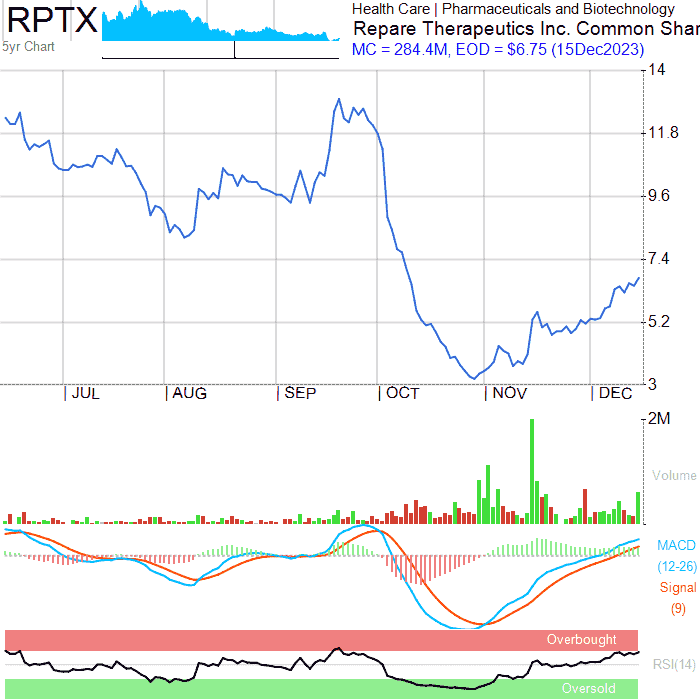 RPTX
5yr Chart
Health Care | Pharmaceuticals and Biotechnology
Repare Therapeutics Inc. Common Shar
MC = 284.4M, EOD = $6.75 (15Dec2023)
14
11.8
9.6
7.4
5.2
3
JUL AUG SEP OCT NOV DEC
2M
Volume
MACD
(12-26)
Signal
(9)
Overbought
RSI(14)
Oversold